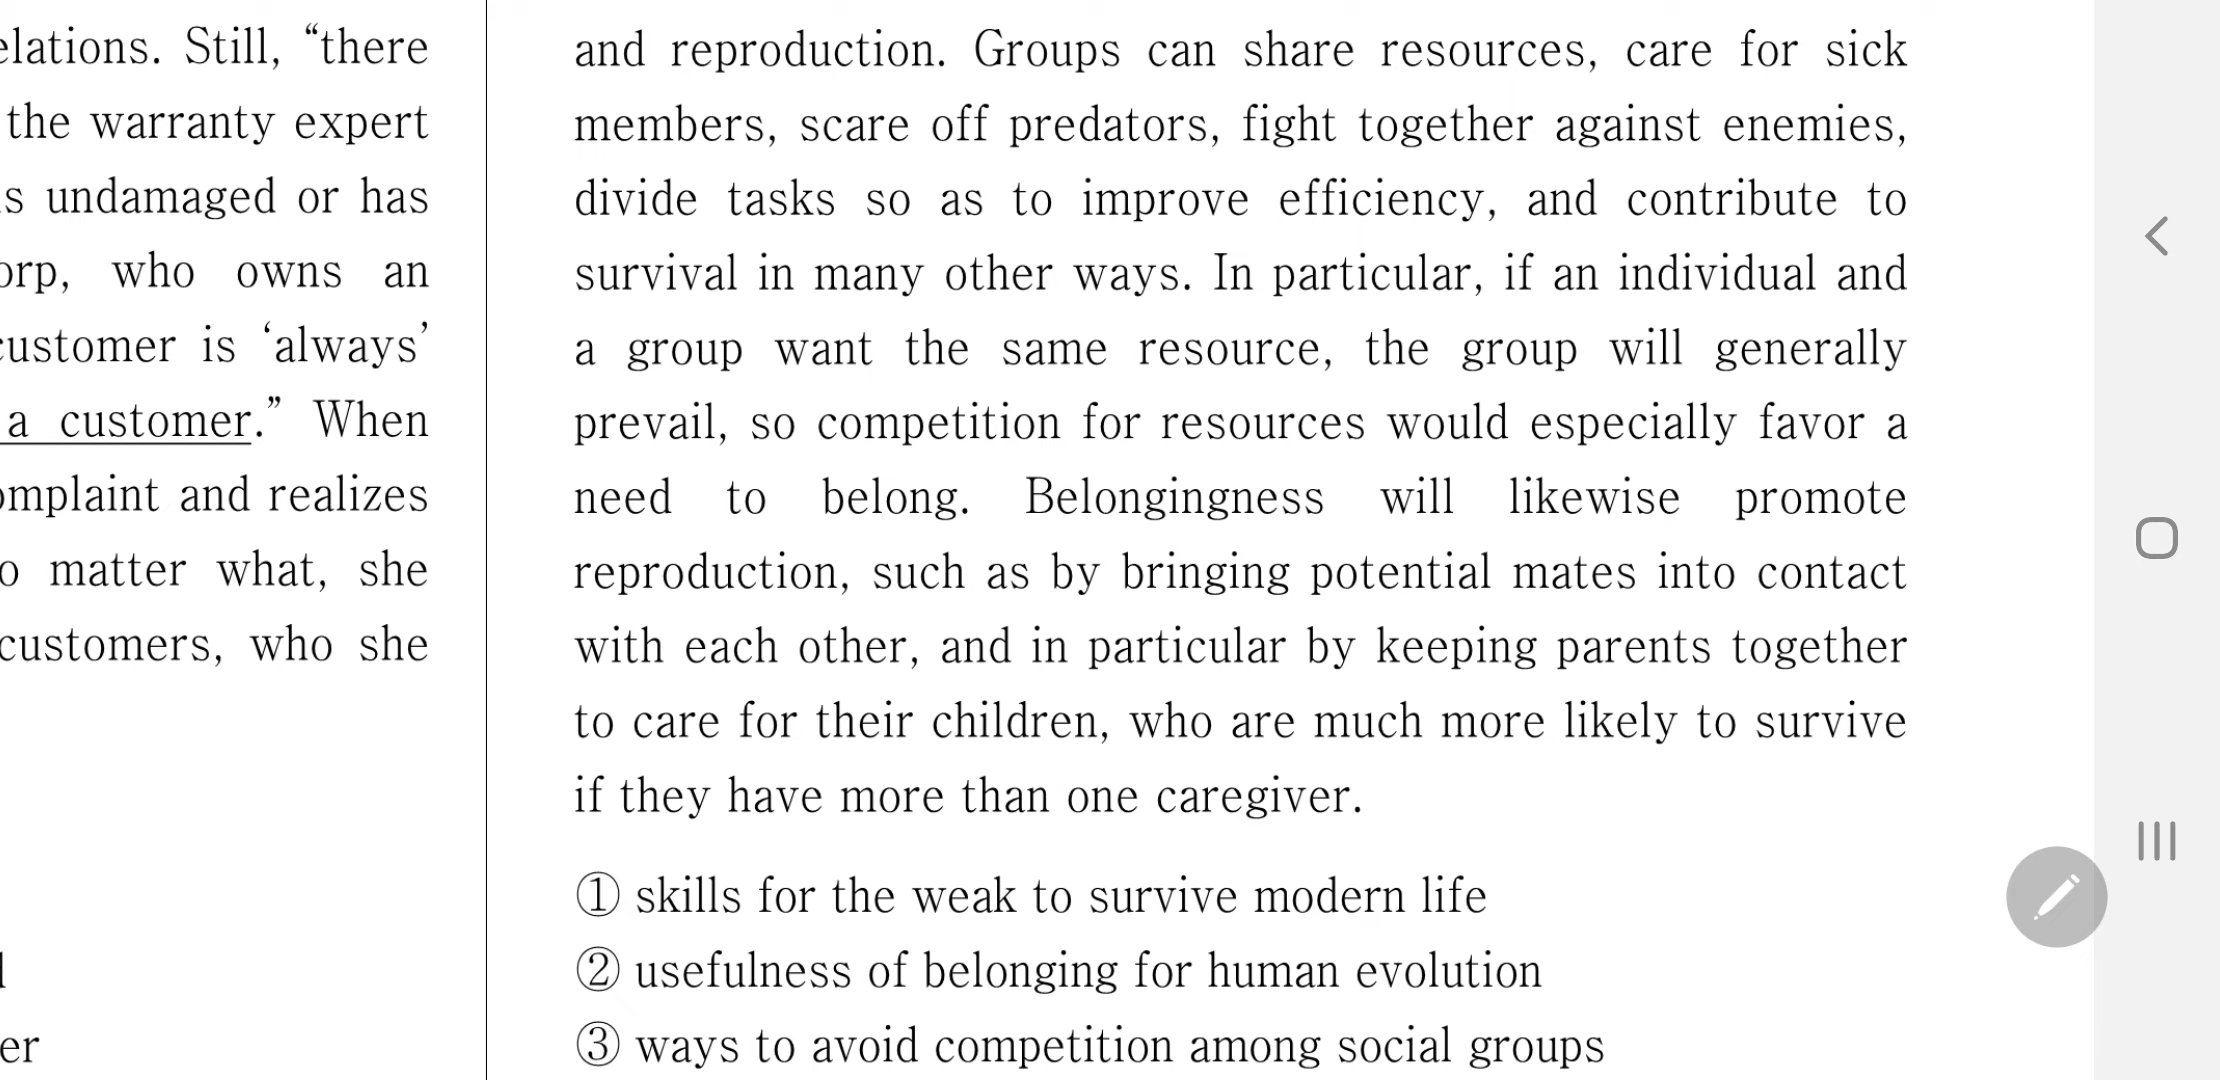 elations. Still, “there
the warranty expert
s undamaged or has
orp, who owns an
customer is ‘always’
a customer.” When
omplaint and realizes
o matter what, she
customers, who she
er
and reproduction. Groups can share resources, care for sick
members, scare off predators, fight together against enemies,
divide tasks so as to improve efficiency, and contribute to
survival in many other ways. In particular, if an individual and
a group want the same resource, the group will generally
prevail, so competition for resources would especially favor a
need to belong. Belongingness will likewise promote
reproduction, such as by bringing potential mates into contact
with each other, and in particular by keeping parents together
to care for their children, who are much more likely to survive
if they have more than one caregiver.
① skills for the weak to survive modern life
② usefulness of belonging for human evolution
③ ways to avoid competition among social groups